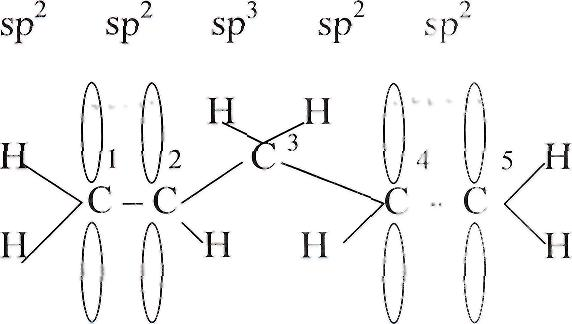 sp² sp² sp³ sp² sp²
H H
H 1 2 C 3 4 5 H
C – C C C
H H H H